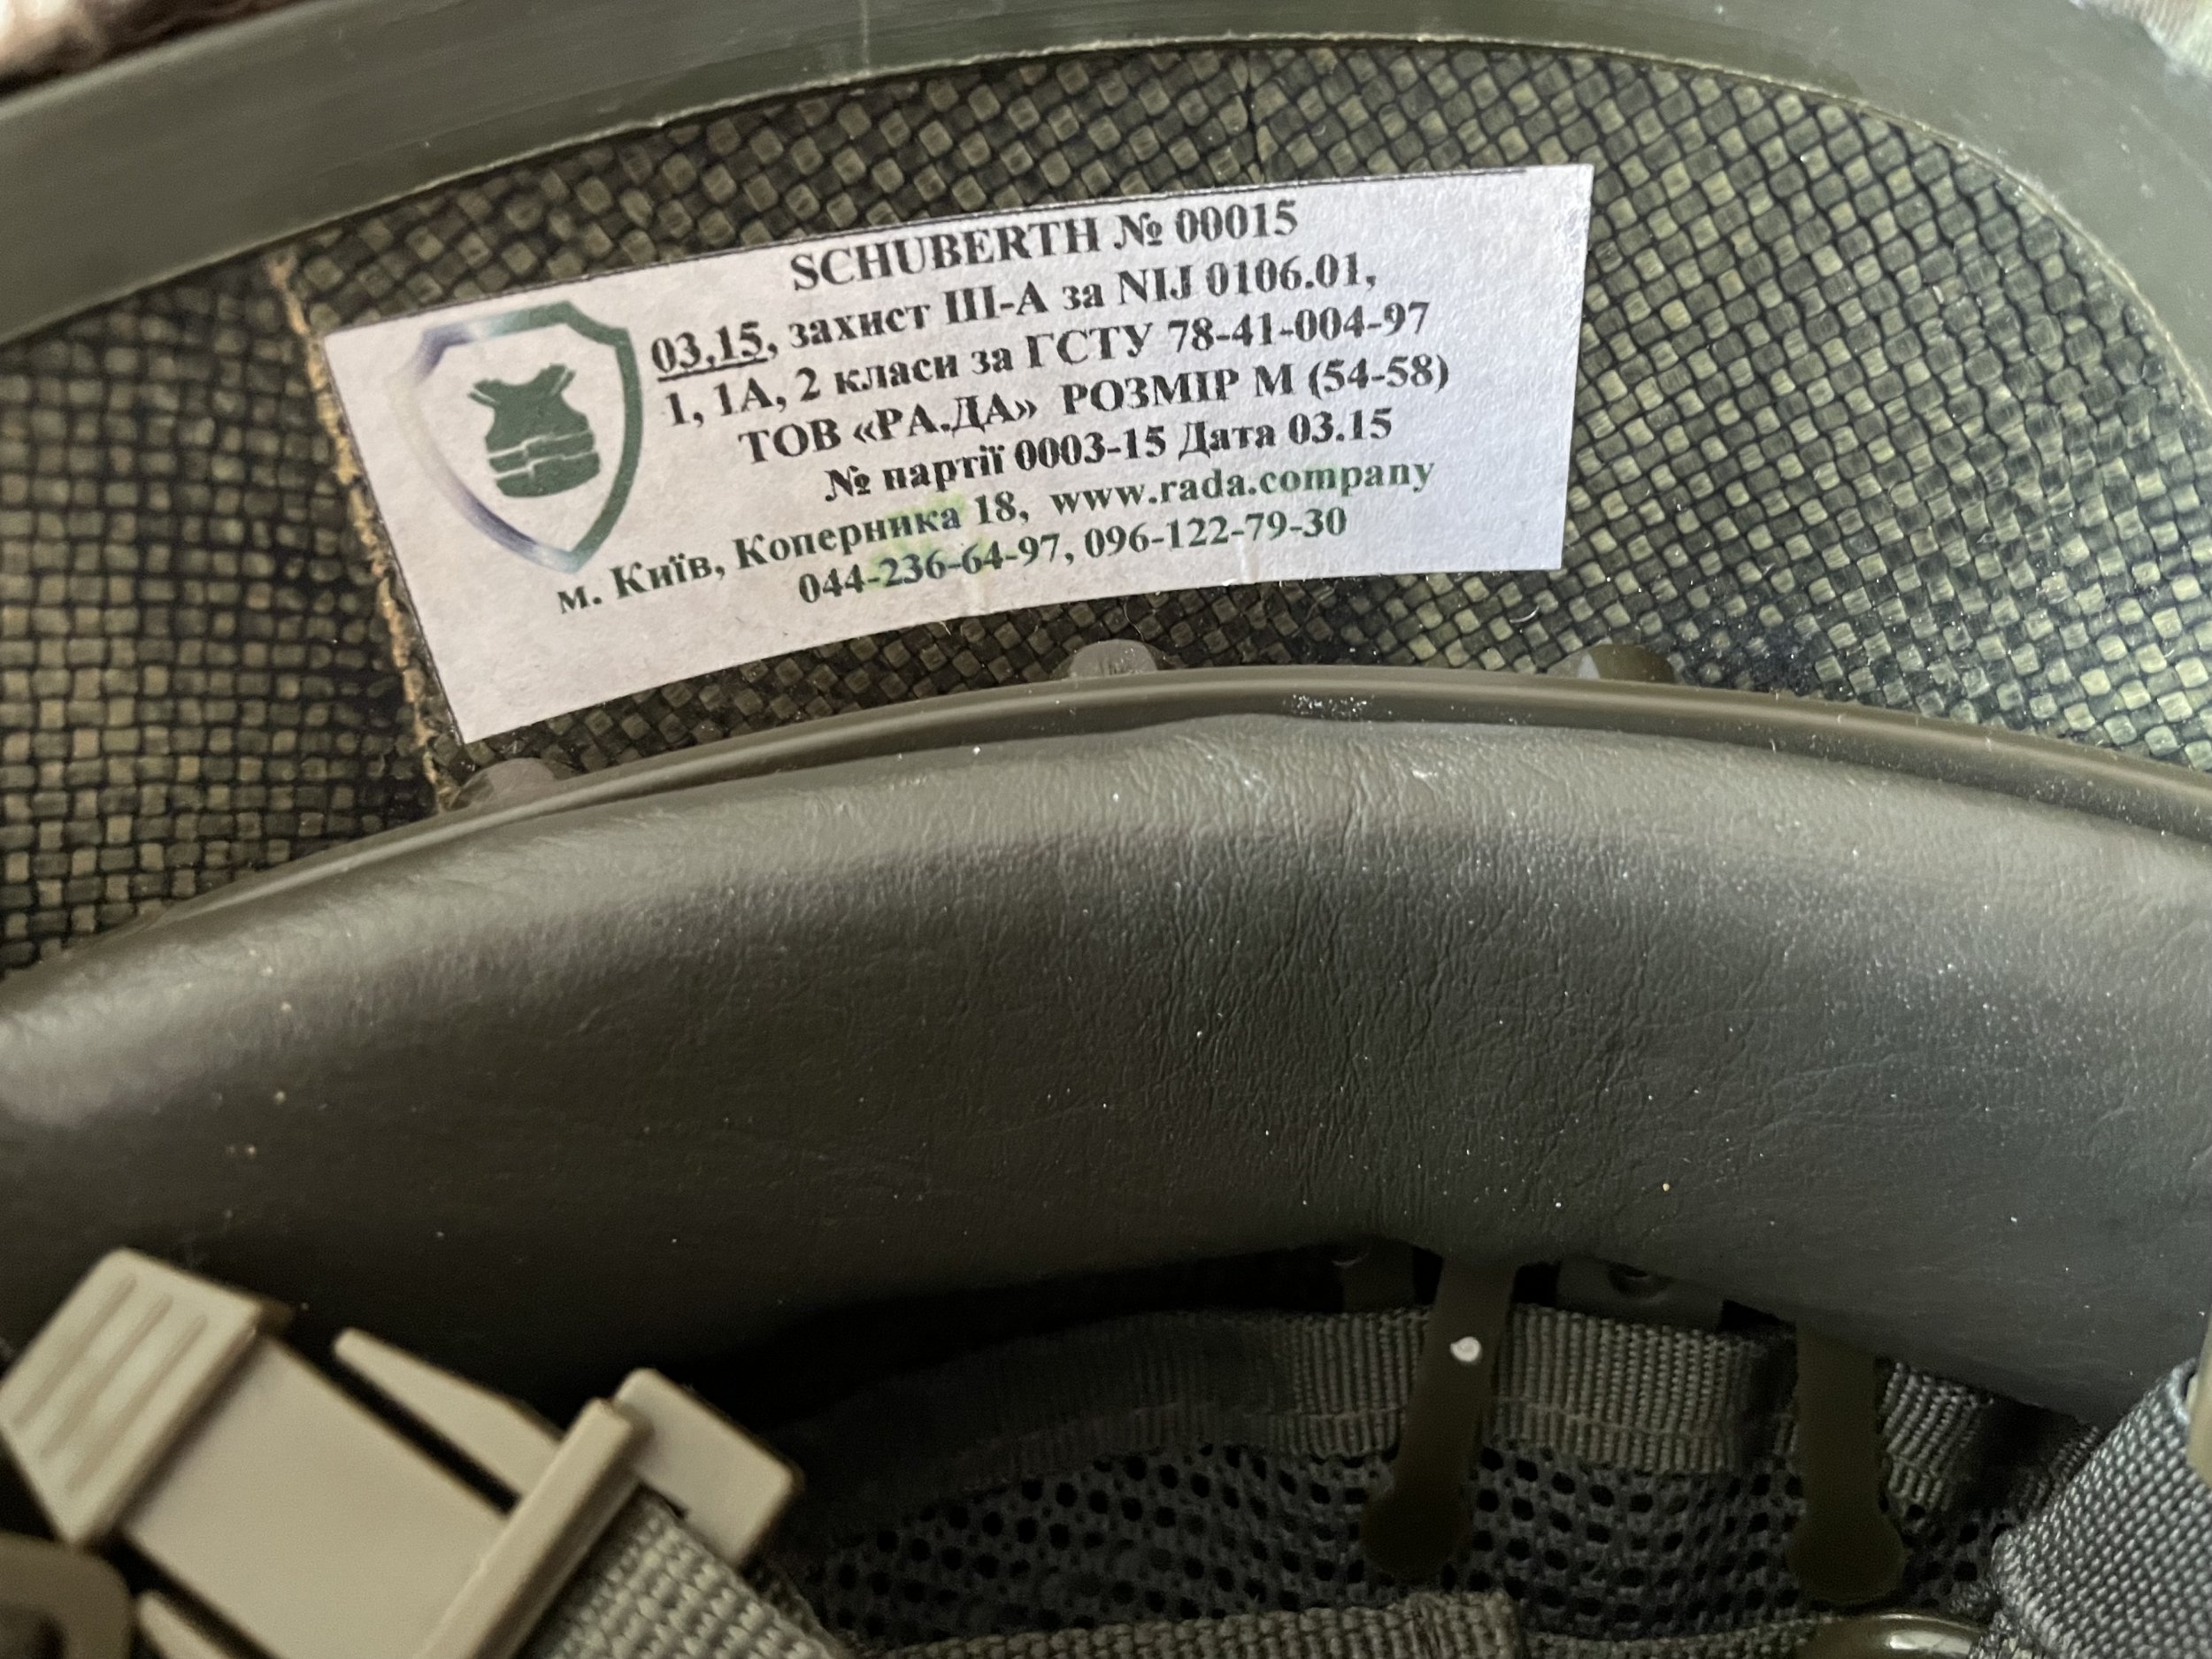 SCHUBERTH № 00015
03.15, захист III-А за NIJ 0106.01,
1, 1А, 2 класи за ГСТУ 78-41-004-97
ТОВ «РА.ДА» РОЗМІР М (54-58)
№ партії 0003-15 Дата 03.15
м. Київ, Коперника 18, www.rada.company
044-236-64-97, 096-122-79-30